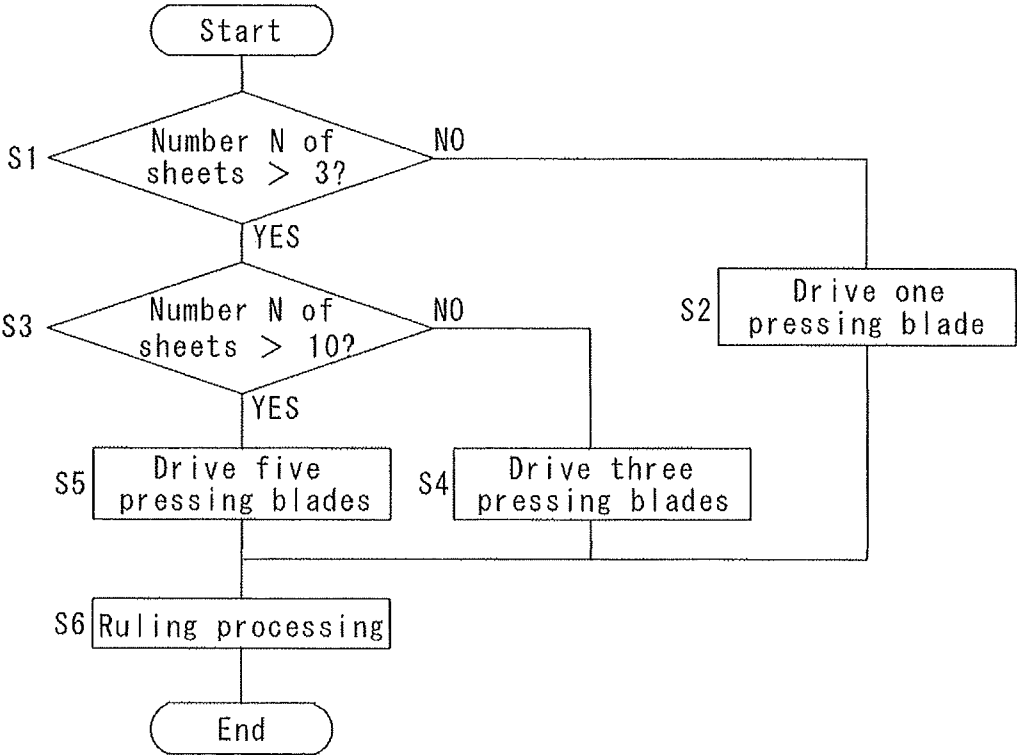 Start
S1
Number N of
sheets > 3?
NO
YES
S3
Number N of
sheets > 10?
NO
YES
S2
Drive one
pressing blade
S5
Drive five
pressing blades
S4
Drive three
pressing blades
S6
Ruling processing
End